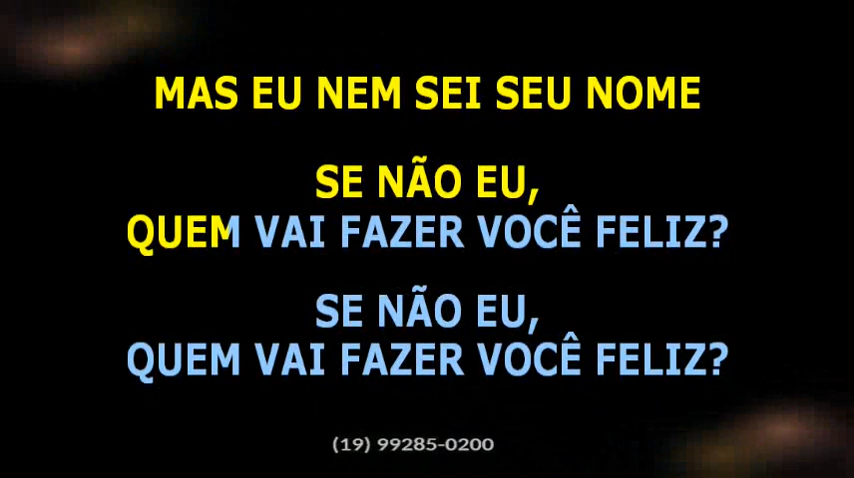 MAS EU NEM SEI SEU NOME
SE NÃO EU,
QUEM VAI FAZER VOCÊ FELIZ?
SE NÃO EU,
QUEM VAI FAZER VOCÊ FELIZ?
(19) 99285-0200